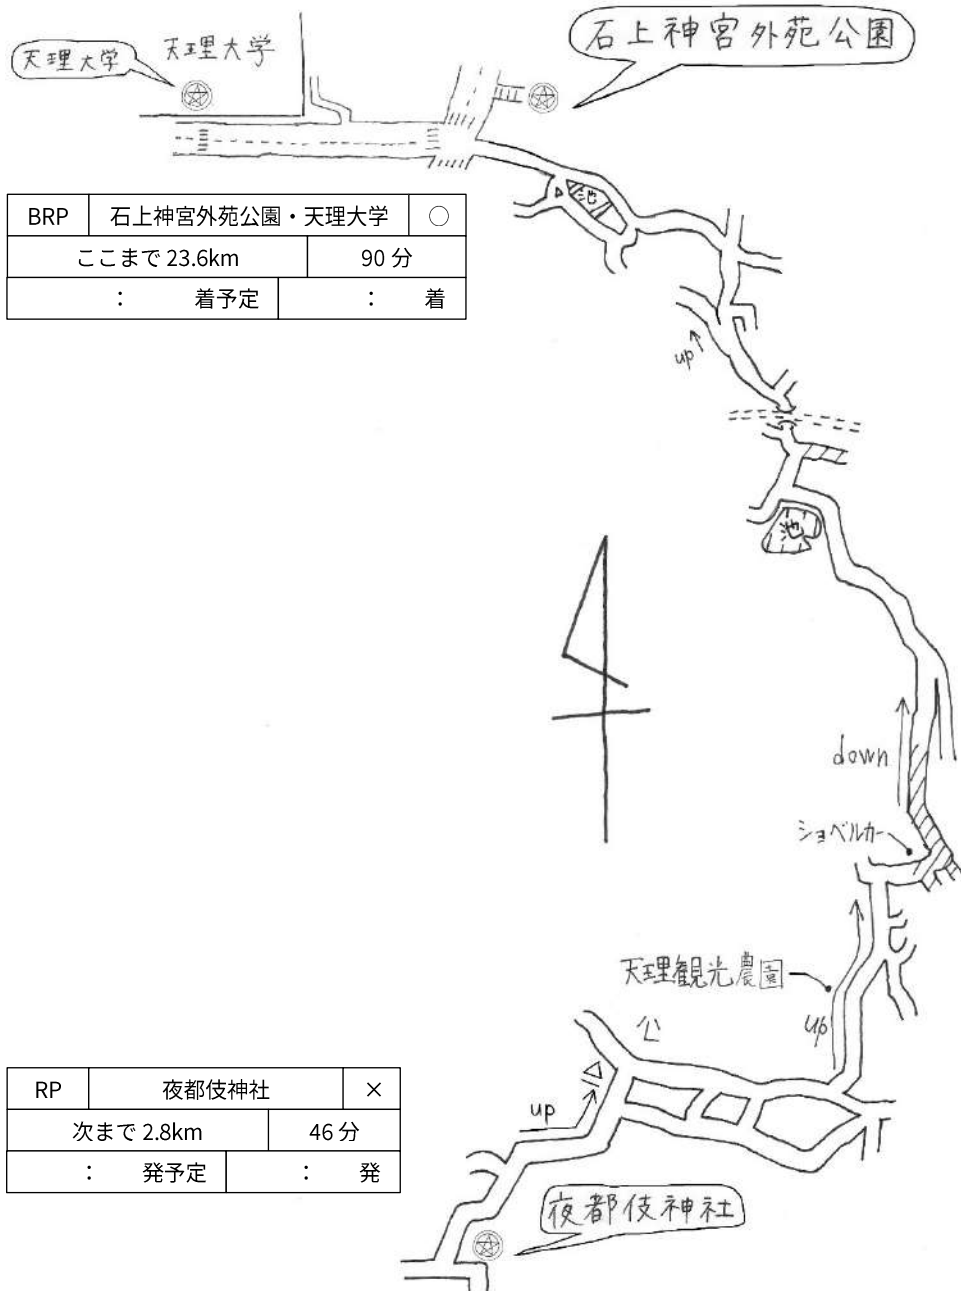 石上神宮外苑公園
天理大学
天理大学
池
BRP 石上神宮外苑公園・天理大学 ○
ここまで 23.6km 90 分
： 着予定 ： 着
up
池
down
ショベルカー
天理観光農園
公
up
up
RP 夜都伎神社 ×
次まで 2.8km 46 分
： 発予定 ： 発
夜都伎神社